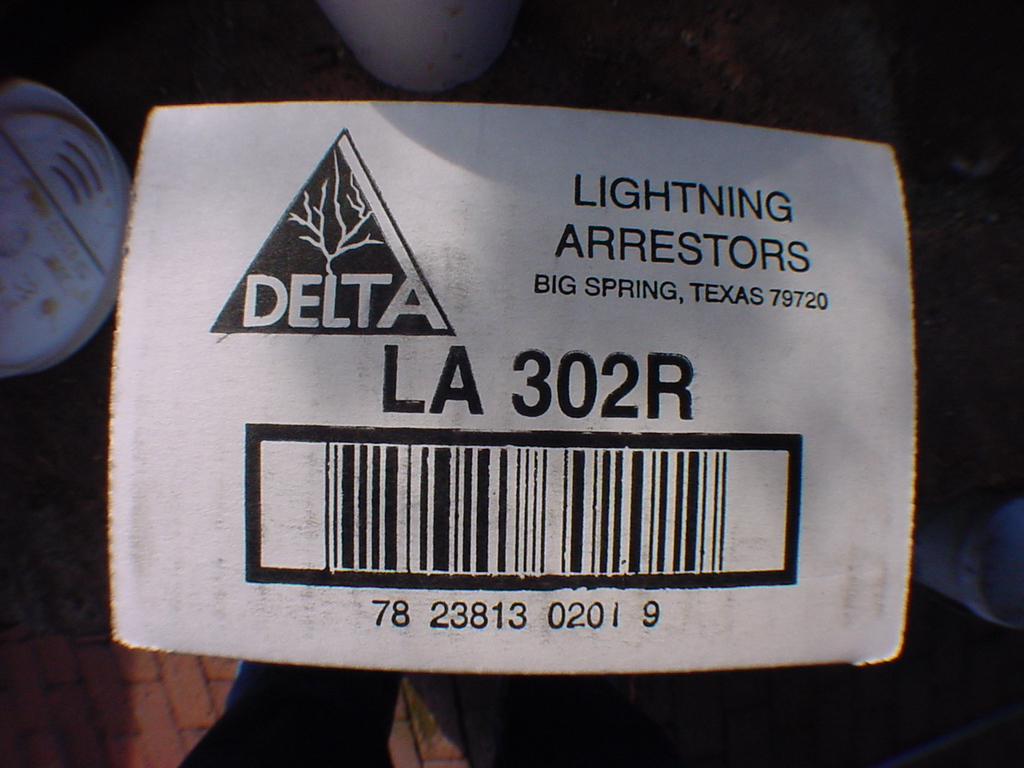 DELTA
LIGHTNING
ARRESTORS
BIG SPRING, TEXAS 79720
LA 302R
78 23813 0201 9